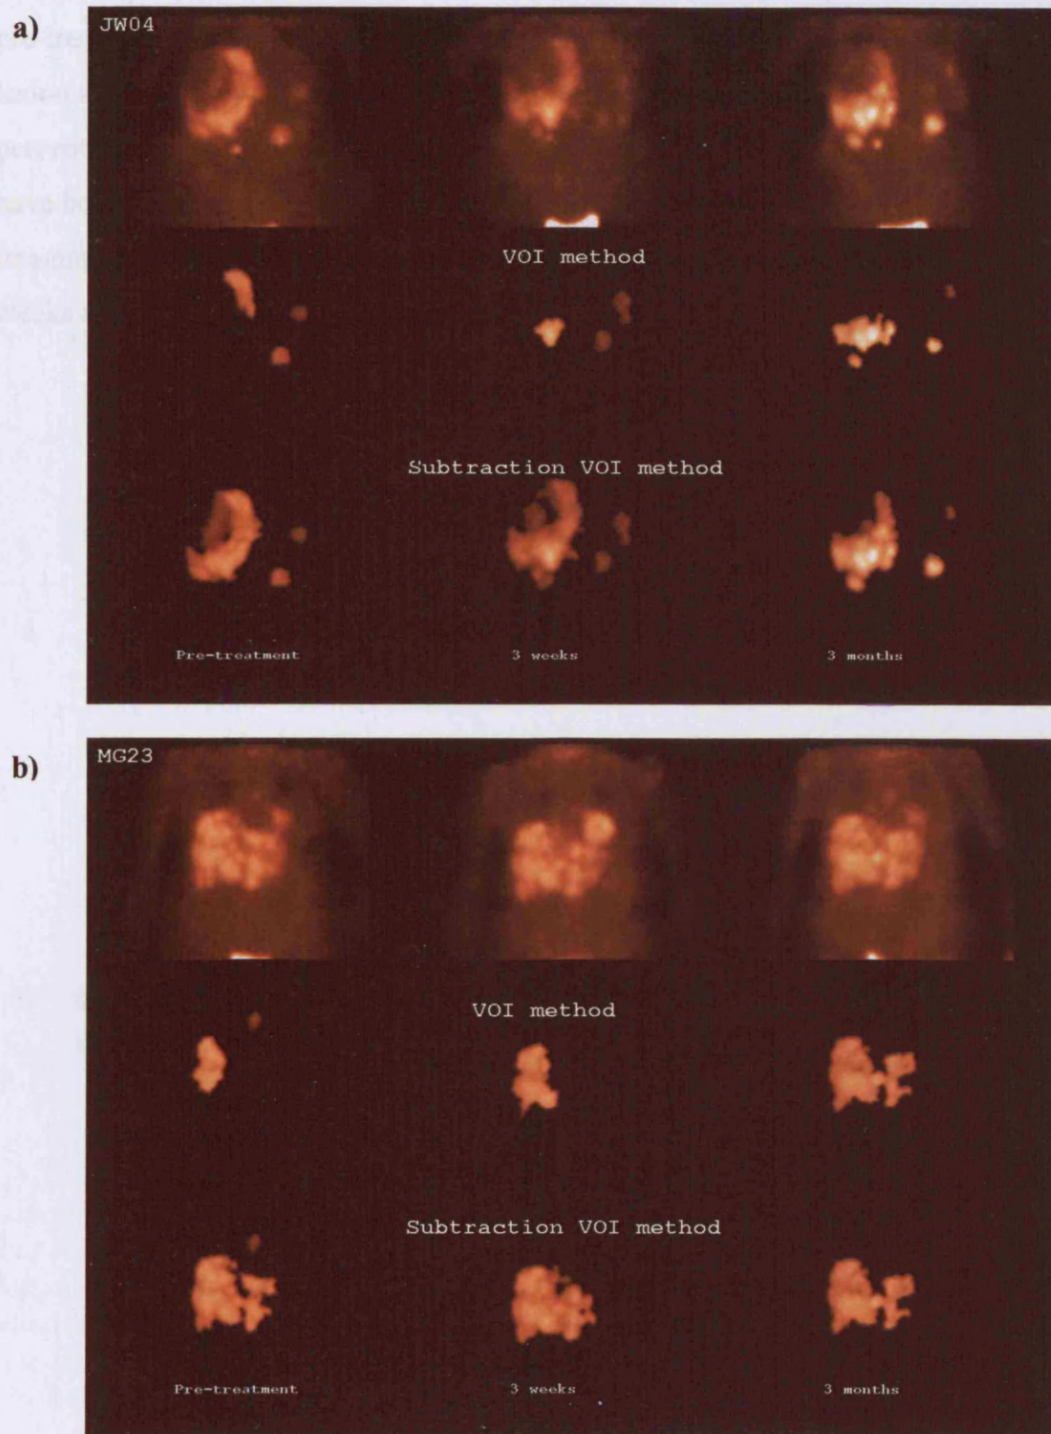 a)
JW04
VOI method
Subtraction VOI method
Pre-treatment 3 weeks 3 months
b)
MG23
VOI method
Subtraction VOI method
Pre-treatment 3 weeks 3 months